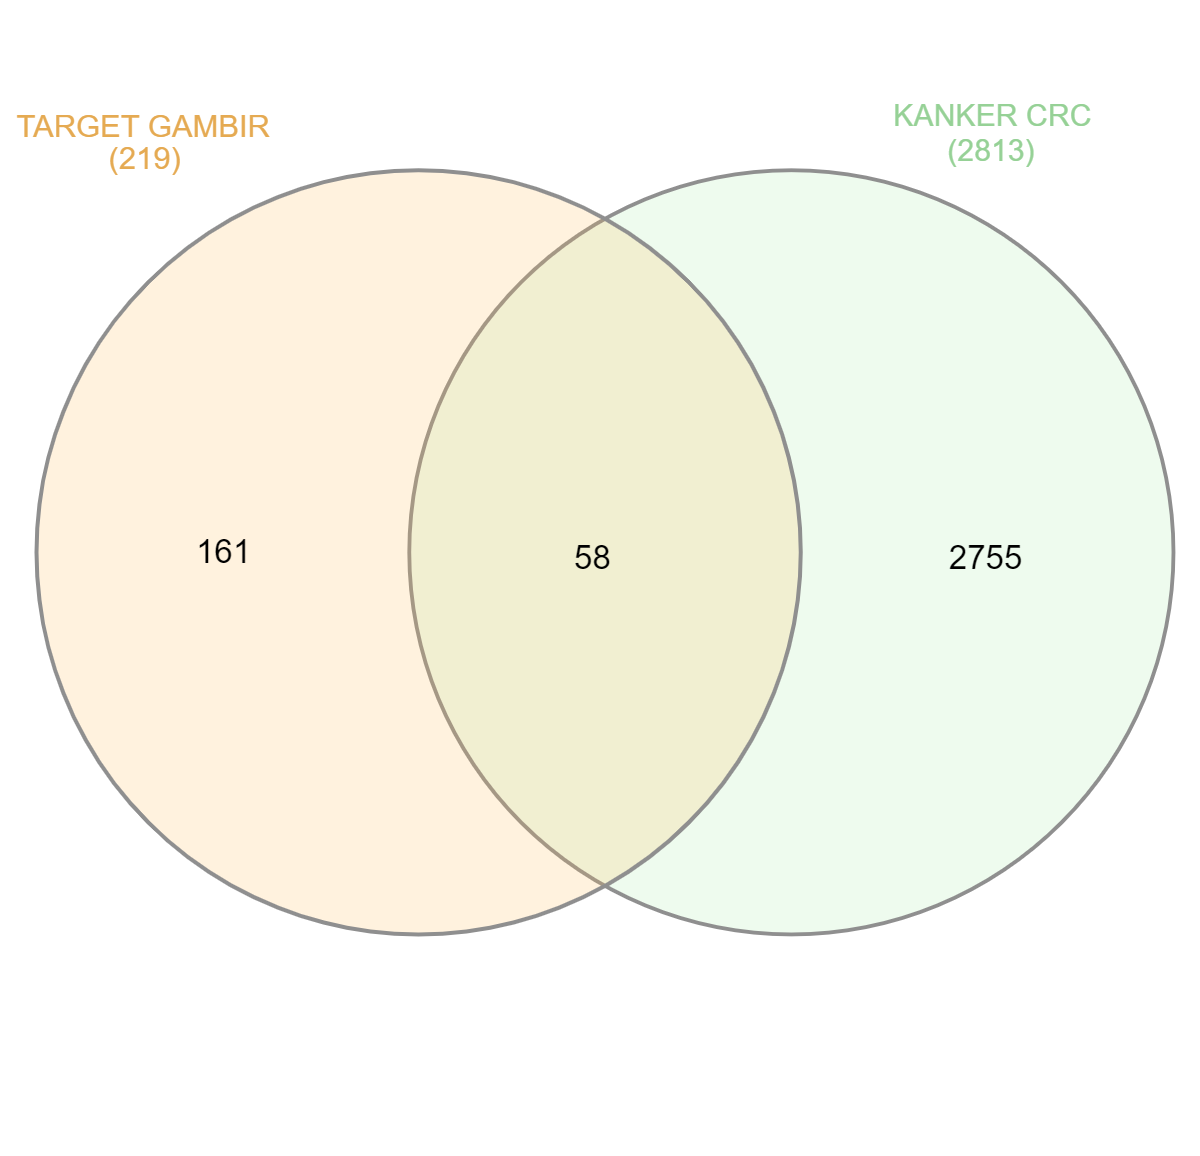 TARGET GAMBIR
(219)
KANKER CRC
(2813)
161
58
2755